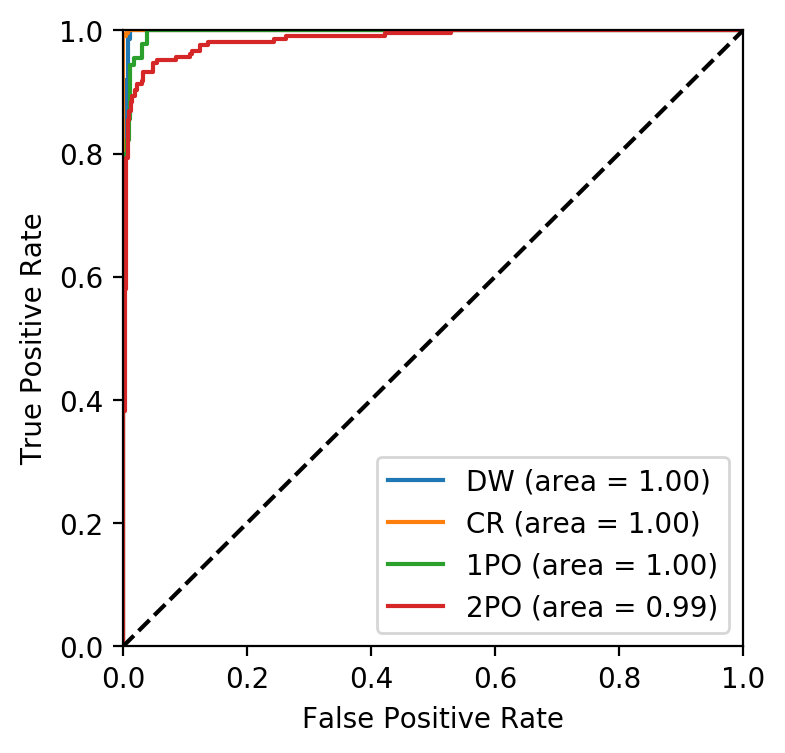 1.0
0.8
0.6
0.4
0.2
0.0
True Positive Rate
DW (area = 1.00)
CR (area = 1.00)
1PO (area = 1.00)
2PO (area = 0.99)
0.0 0.2 0.4 0.6 0.8 1.0
False Positive Rate